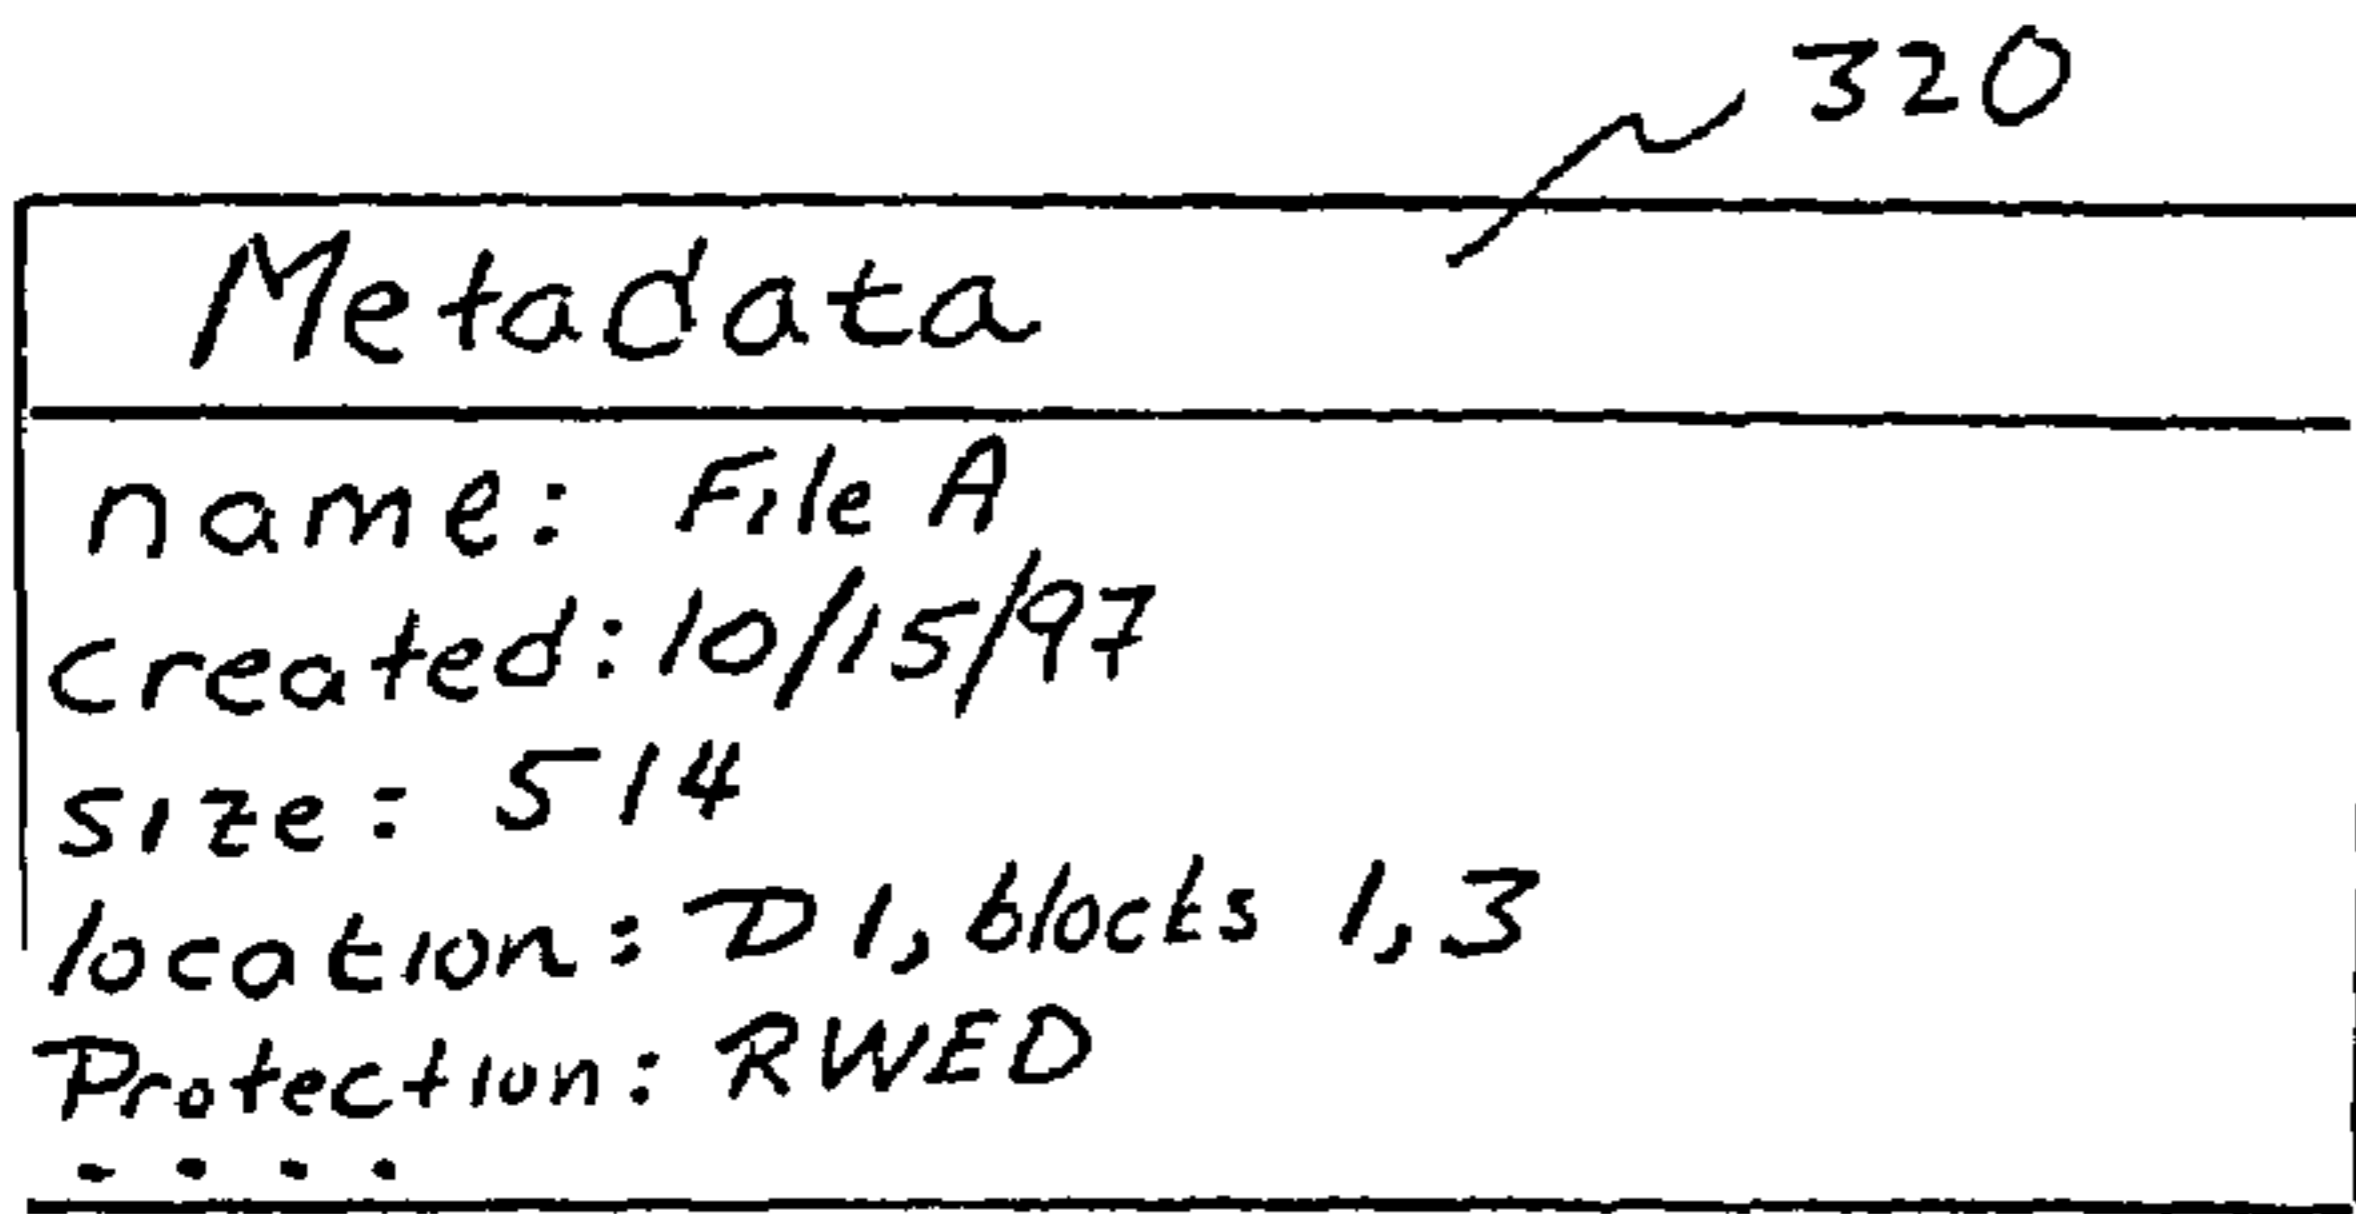 320
Metadata
name: File A
created: 10/15/97
size: 514
location: D1, blocks 1,3
Protection: RWED
....